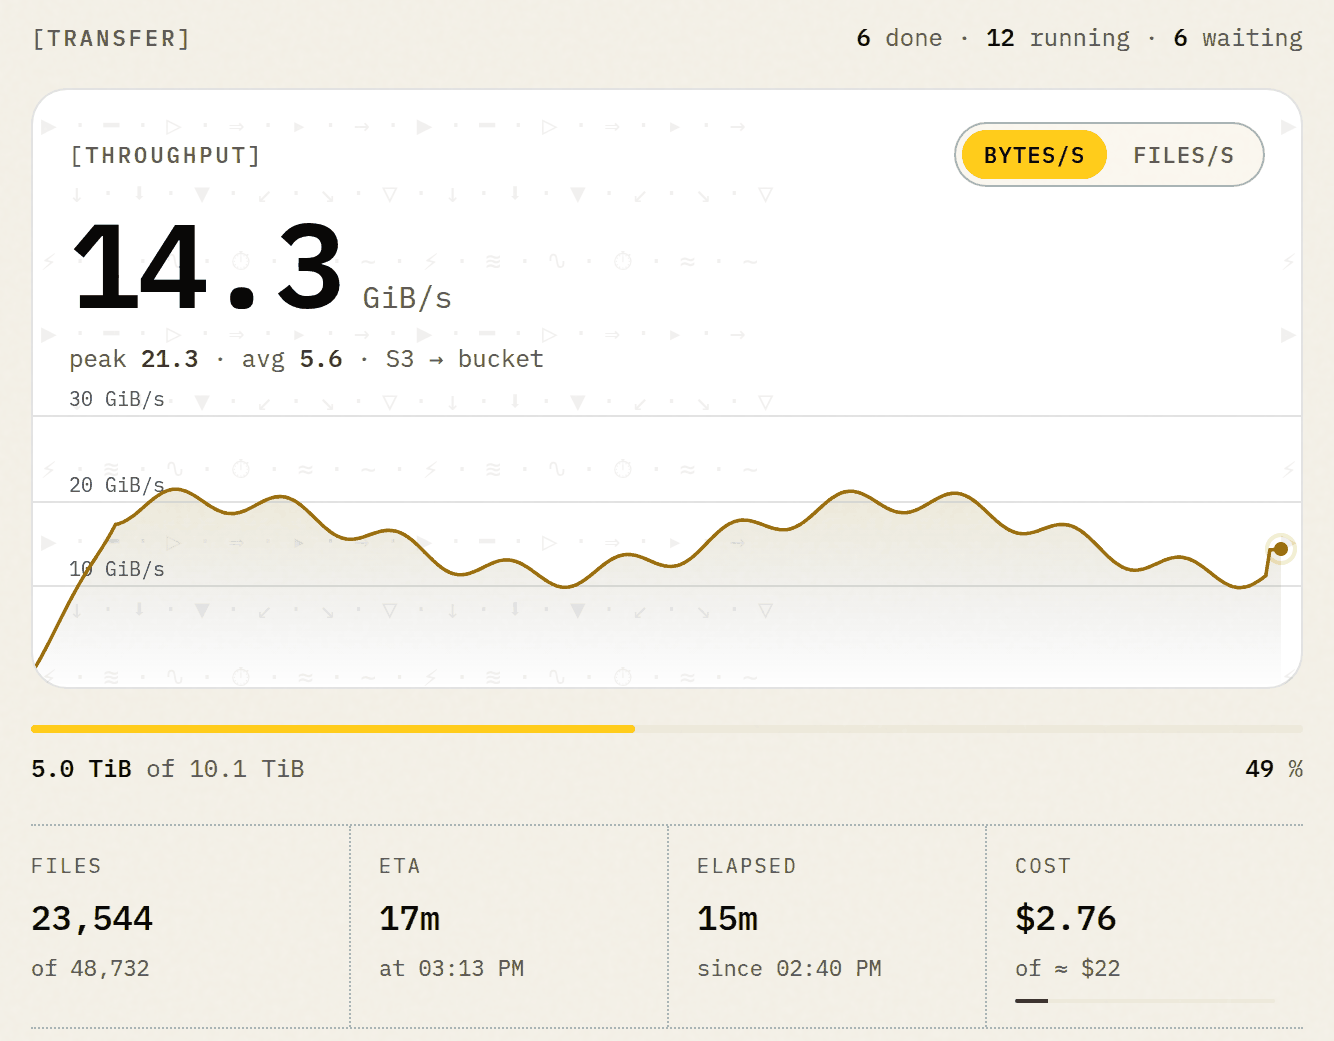 [TRANSFER]
6 done · 12 running · 6 waiting
[THROUGHPUT]
BYTES/S
FILES/S
14.3 GiB/s
peak 21.3 · avg 5.6 · S3 → bucket
30 GiB/s
20 GiB/s
10 GiB/s
5.0 TiB of 10.1 TiB
49 %
FILES
23,544
of 48,732
ETA
17m
at 03:13 PM
ELAPSED
15m
since 02:40 PM
COST
$2.76
of ≈ $22